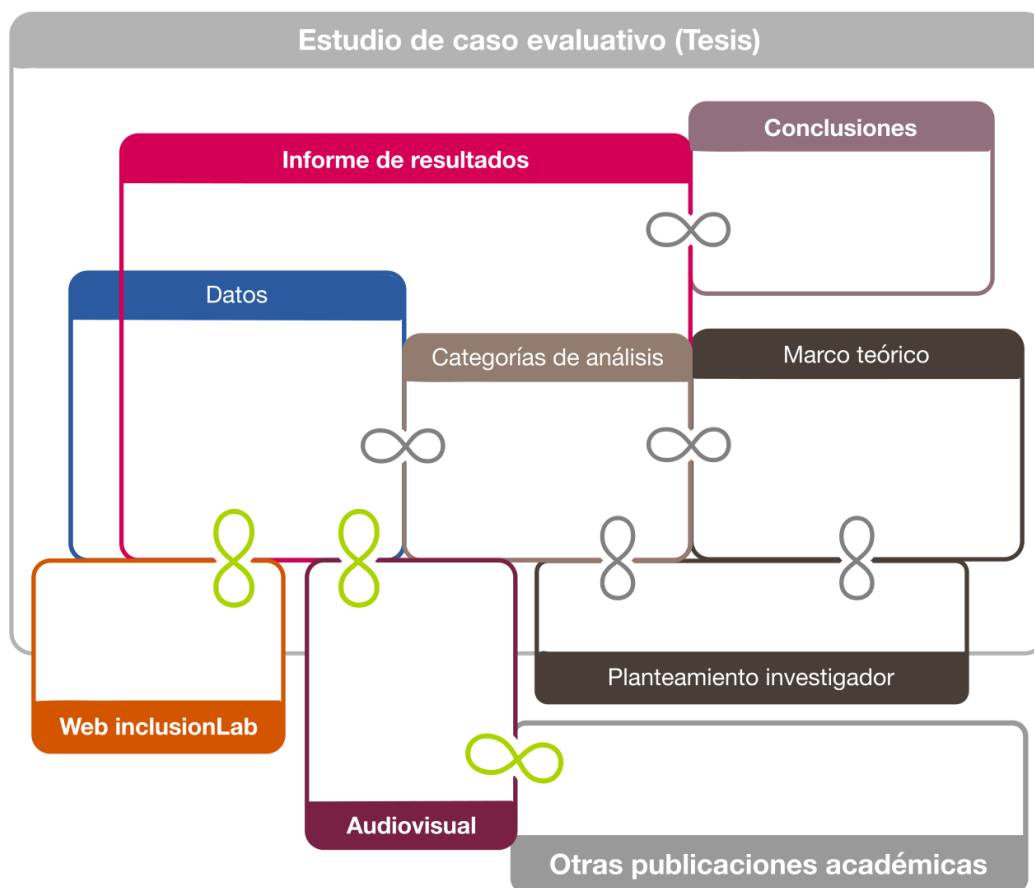 Estudio de caso evaluativo (Tesis)
Conclusiones
Informe de resultados
Datos
Categorías de análisis
Marco teórico
Planteamiento investigador
Web inclusionLab
Audiovisual
Otras publicaciones académicas